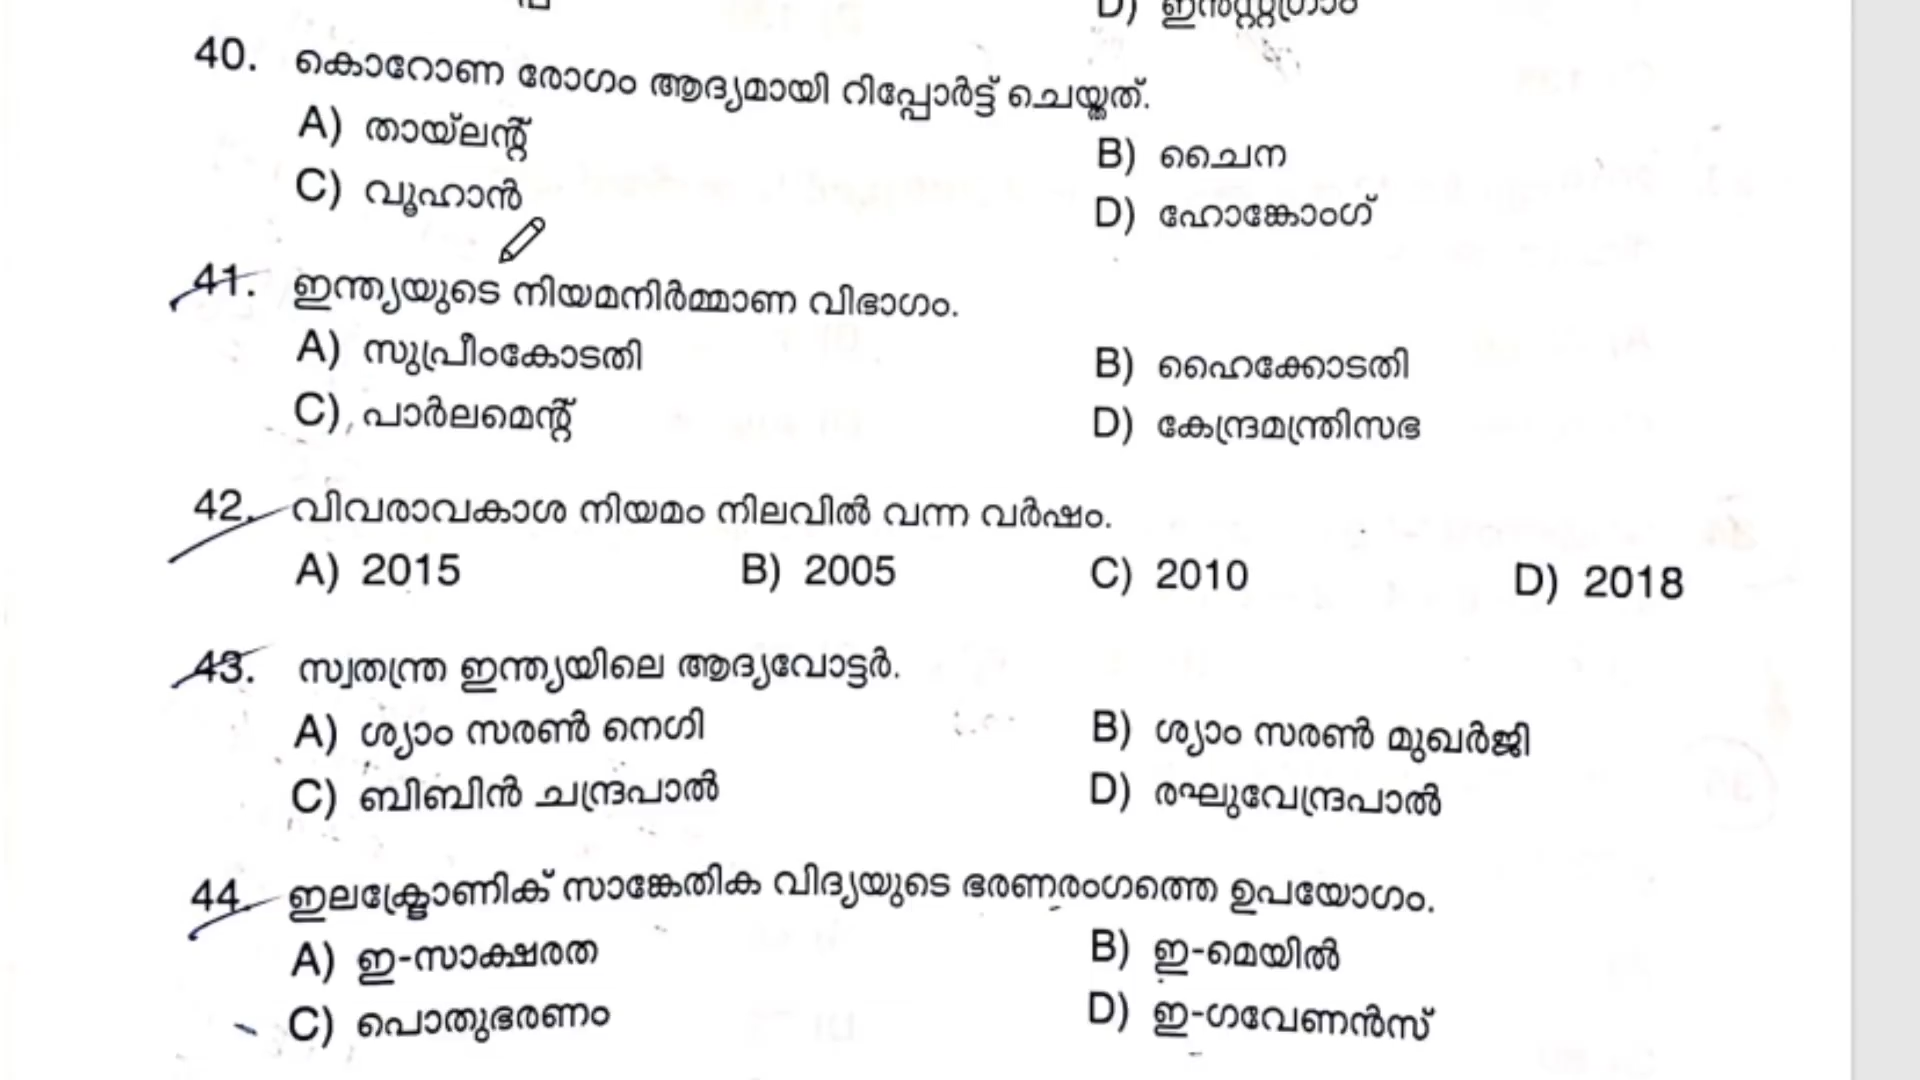 D) ഇൻസ്റ്റഗ്രാം
40. കൊറോണ രോഗം ആദ്യമായി റിപ്പോർട്ട് ചെയ്തത്.
A) തായ്‌ലന്റ്
B) ചൈന
C) വൂഹാൻ
D) ഹോങ്കോംഗ്
41. ഇന്ത്യയുടെ നിയമനിർമ്മാണ വിഭാഗം.
A) സുപ്രീംകോടതി
B) ഹൈക്കോടതി
C) പാർലമെന്റ്
D) കേന്ദ്രമന്ത്രിസഭ
42. വിവരാവകാശ നിയമം നിലവിൽ വന്ന വർഷം.
A) 2015 B) 2005 C) 2010 D) 2018
43. സ്വതന്ത്ര ഇന്ത്യയിലെ ആദ്യവോട്ടർ.
A) ശ്യാം സരൺ നെഗി
B) ശ്യാം സരൺ മുഖർജി
C) ബിബിൻ ചന്ദ്രപാൽ
D) രഘുവേന്ദ്രപാൽ
44. ഇലക്ട്രോണിക് സാങ്കേതിക വിദ്യയുടെ ഭരണരംഗത്തെ ഉപയോഗം.
A) ഇ-സാക്ഷരത
B) ഇ-മെയിൽ
C) പൊതുഭരണം
D) ഇ-ഗവേണൻസ്